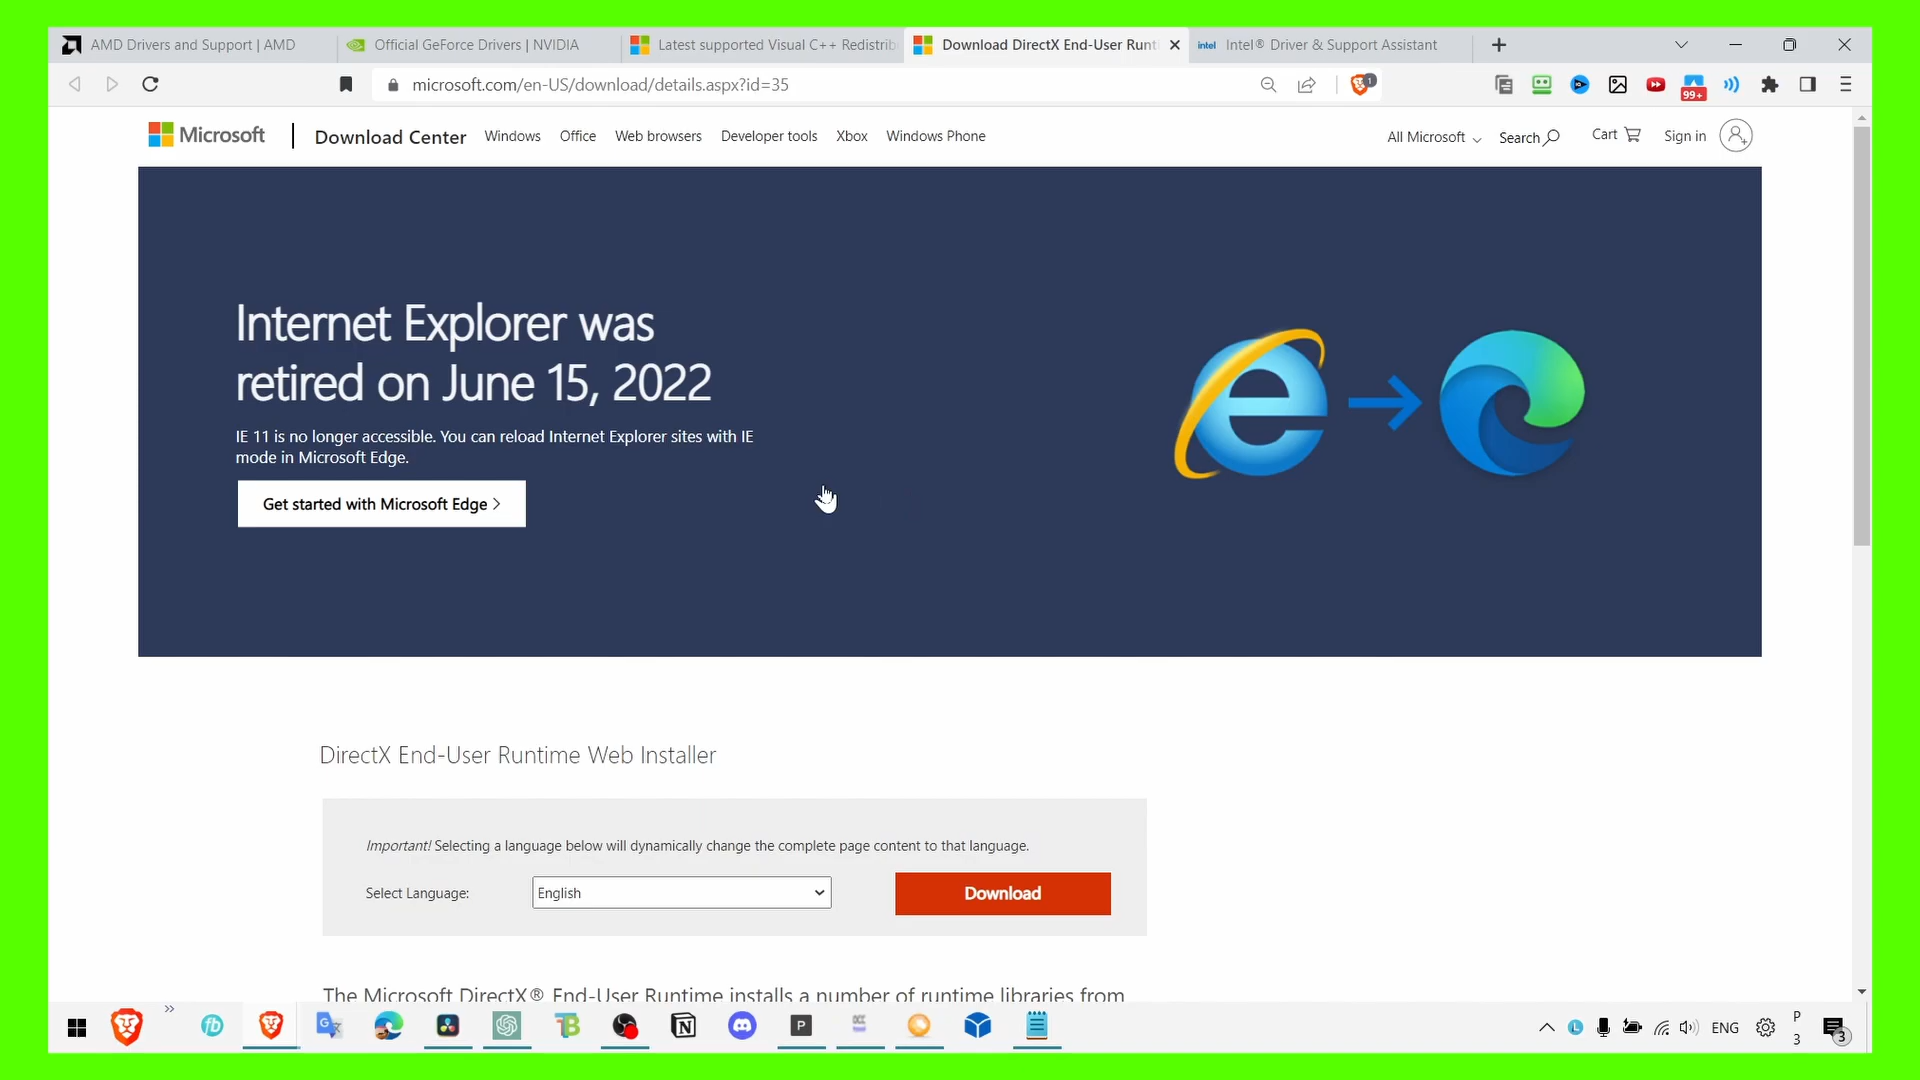 AMD Drivers and Support | AMD
Official GeForce Drivers | NVIDIA
Latest supported Visual C++ Redistrib
Download DirectX End-User Runt
intel Intel® Driver & Support Assistant
microsoft.com/en-US/download/details.aspx?id=35
1
99+
Microsoft
Download Center
Windows
Office
Web browsers
Developer tools
Xbox
Windows Phone
All Microsoft
Search
Cart
Sign in
Internet Explorer was
retired on June 15, 2022
IE 11 is no longer accessible. You can reload Internet Explorer sites with IE
mode in Microsoft Edge.
Get started with Microsoft Edge >
DirectX End-User Runtime Web Installer
Important! Selecting a language below will dynamically change the complete page content to that language.
Select Language:
English
Download
The Microsoft DirectX® End-User Runtime installs a number of runtime libraries from
ENG
P
3
3